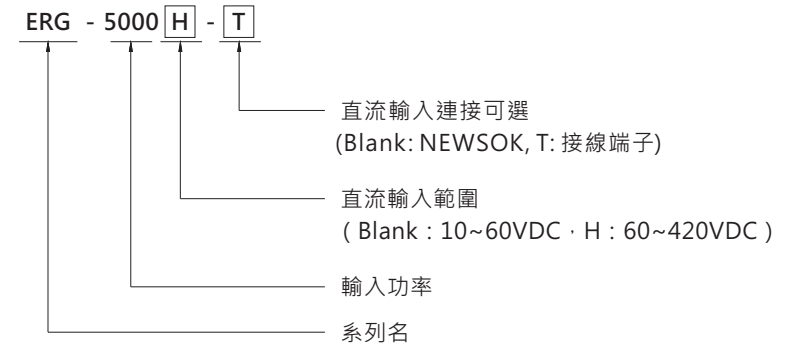 ERG - 5000 H - T
直流輸入連接可選
(Blank: NEWSOK, T: 接線端子)
直流輸入範圍
( Blank : 10~60VDC , H : 60~420VDC )
輸入功率
系列名